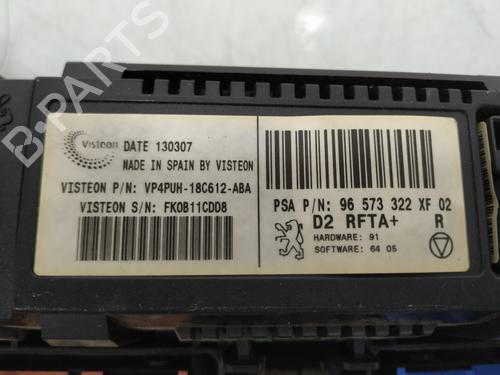 Visteon
DATE 130307
MADE IN SPAIN BY VISTEON
VISTEON P/N: VP4PUH-18C612-ABA
VISTEON S/N: FK0B11CDD8
PSA P/N: 96 573 322 XF 02
D2 RFTA+ R
HARDWARE: 91
SOFTWARE: 64 05
B-PARTS